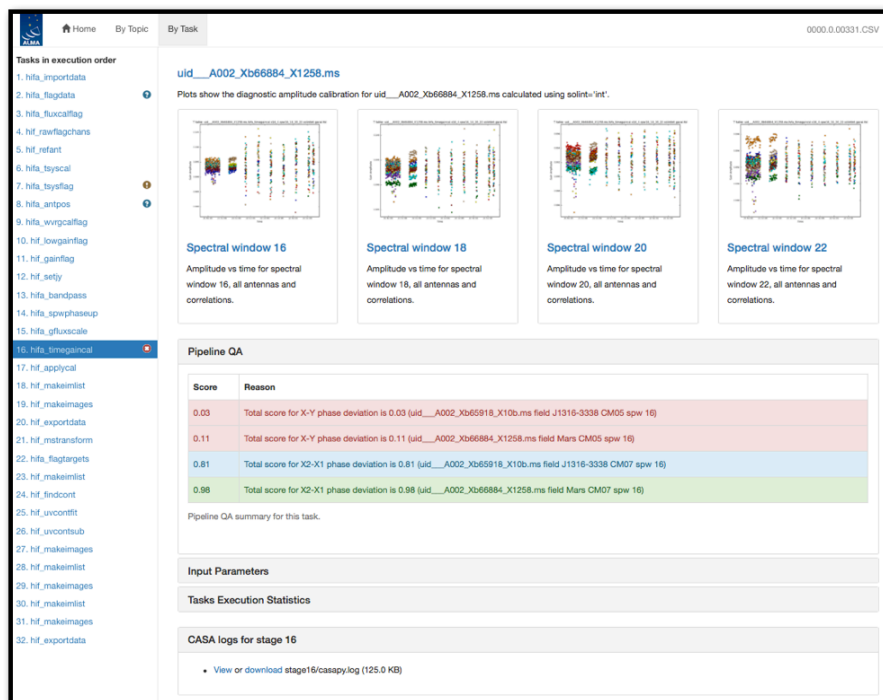 ALMA
Home By Topic By Task 0000.0.00331.CSV
Tasks in execution order
1. hifa_importdata
2. hifa_flagdata
3. hifa_fluxcalflag
4. hif_rawflagchans
5. hif_refant
6. hifa_tsyscal
7. hifa_tsysflag
8. hifa_antpos
9. hifa_wvrgcalflag
10. hif_lowgainflag
11. hif_gainflag
12. hif_setjy
13. hifa_bandpass
14. hifa_spwphaseup
15. hifa_gfluxscale
16. hifa_timegaincal
17. hif_applycal
18. hif_makeimlist
19. hif_makeimages
20. hif_exportdata
21. hif_mstransform
22. hifa_flagtargets
23. hif_makeimlist
24. hif_findcont
25. hif_uvcontfit
26. hif_uvcontsub
27. hif_makeimages
28. hif_makeimlist
29. hif_makeimages
30. hif_makeimlist
31. hif_makeimages
32. hif_exportdata
uid___A002_Xb66884_X1258.ms
Plots show the diagnostic amplitude calibration for uid___A002_Xb66884_X1258.ms calculated using solint='int'.
Spectral window 16
Amplitude vs time for spectral
window 16, all antennas and
correlations.
Spectral window 18
Amplitude vs time for spectral
window 18, all antennas and
correlations.
Spectral window 20
Amplitude vs time for spectral
window 20, all antennas and
correlations.
Spectral window 22
Amplitude vs time for spectral
window 22, all antennas and
correlations.
Pipeline QA
Score Reason
0.03 Total score for X-Y phase deviation is 0.03 (uid___A002_Xb65918_X10b.ms field J1316-3338 CM05 spw 16)
0.11 Total score for X-Y phase deviation is 0.11 (uid___A002_Xb66884_X1258.ms field Mars CM05 spw 16)
0.81 Total score for X2-X1 phase deviation is 0.81 (uid___A002_Xb65918_X10b.ms field J1316-3338 CM07 spw 16)
0.98 Total score for X2-X1 phase deviation is 0.98 (uid___A002_Xb66884_X1258.ms field Mars CM07 spw 16)
Pipeline QA summary for this task.
Input Parameters
Tasks Execution Statistics
CASA logs for stage 16
• View or download stage16/casapy.log (125.0 KB)